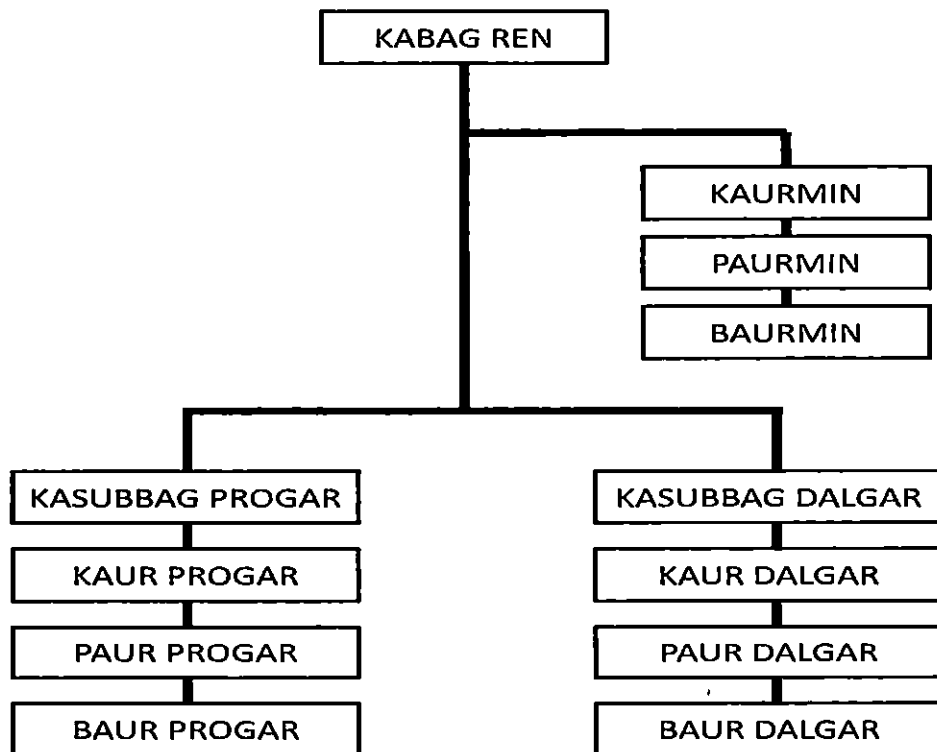 KABAG REN
KAURMIN
PAURMIN
BAURMIN
KASUBBAG PROGAR
KAUR PROGAR
PAUR PROGAR
BAUR PROGAR
KASUBBAG DALGAR
KAUR DALGAR
PAUR DALGAR
BAUR DALGAR